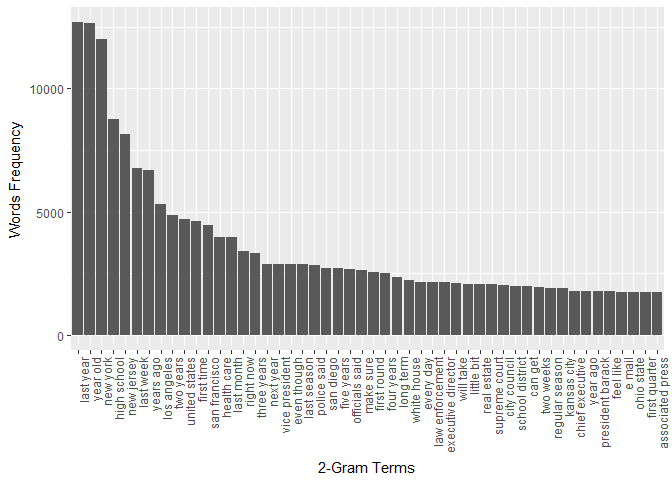 10000
5000
0
Words Frequency
last year
year old
new york
high school
new jersey
last week
years ago
los angeles
two years
united states
first time
san francisco
health care
last month
right now
three years
next year
vice president
even though
last season
police said
san diego
five years
officials said
make sure
first round
four years
long term
white house
every day
law enforcement
executive director
will take
little bit
real estate
supreme court
city council
school district
can get
two weeks
regular season
kansas city
chief executive
year ago
president barack
feel like
e mail
ohio state
first quarter
associated press
2-Gram Terms